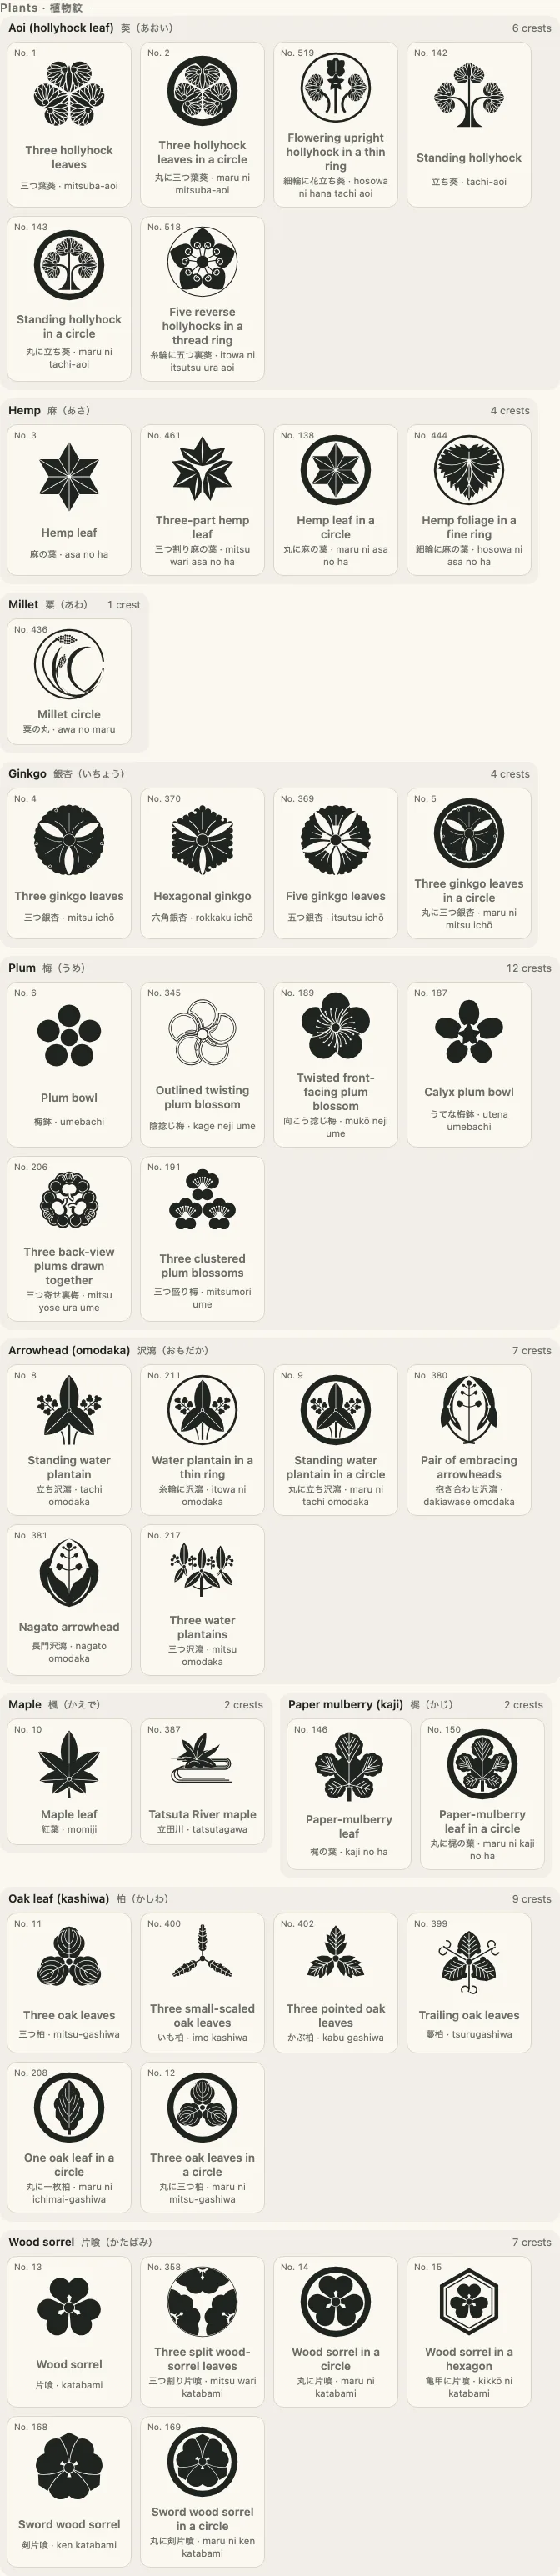 Plants · 植物紋
Aoi (hollyhock leaf) 葵（あおい） 6 crests
No. 1
Three hollyhock
leaves
三つ葉葵 · mitsuba-aoi
No. 2
Three hollyhock
leaves in a circle
丸に三つ葉葵 · maru ni
mitsuba-aoi
No. 519
Flowering upright
hollyhock in a thin
ring
細輪に花立ち葵 · hosowa
ni hana tachi aoi
No. 142
Standing hollyhock
立ち葵 · tachi-aoi
No. 143
Standing hollyhock
in a circle
丸に立ち葵 · maru ni
tachi-aoi
No. 518
Five reverse
hollyhocks in a
thread ring
糸輪に五つ裏葵 · itowa ni
itsutsu ura aoi
Hemp 麻（あさ） 4 crests
No. 3
Hemp leaf
麻の葉 · asa no ha
No. 461
Three-part hemp
leaf
三つ割り麻の葉 · mitsu
wari asa no ha
No. 138
Hemp leaf in a
circle
丸に麻の葉 · maru ni asa
no ha
No. 444
Hemp foliage in a
fine ring
細輪に麻の葉 · hosowa ni
asa no ha
Millet 粟（あわ） 1 crest
No. 436
Millet circle
粟の丸 · awa no maru
Ginkgo 銀杏（いちょう） 4 crests
No. 4
Three ginkgo leaves
三つ銀杏 · mitsu ichō
No. 370
Hexagonal ginkgo
六角銀杏 · rokkaku ichō
No. 369
Five ginkgo leaves
五つ銀杏 · itsutsu ichō
No. 5
Three ginkgo leaves
in a circle
丸に三つ銀杏 · maru ni
mitsu ichō
Plum 梅（うめ） 12 crests
No. 6
Plum bowl
梅鉢 · umebachi
No. 345
Outlined twisting
plum blossom
陰捻じ梅 · kage neji ume
No. 189
Twisted front-
facing plum
blossom
向こう捻じ梅 · mukō neji
ume
No. 187
Calyx plum bowl
うてな梅鉢 · utena
umebachi
No. 206
Three back-view
plums drawn
together
三つ寄せ裏梅 · mitsu
yose ura ume
No. 191
Three clustered
plum blossoms
三つ盛り梅 · mitsumori
ume
Arrowhead (omodaka) 沢瀉（おもだか） 7 crests
No. 8
Standing water
plantain
立ち沢瀉 · tachi
omodaka
No. 211
Water plantain in a
thin ring
糸輪に沢瀉 · itowa ni
omodaka
No. 9
Standing water
plantain in a circle
丸に立ち沢瀉 · maru ni
tachi omodaka
No. 380
Pair of embracing
arrowheads
抱き合わせ沢瀉 ·
dakiawase omodaka
No. 381
Nagato arrowhead
長門沢瀉 · nagato
omodaka
No. 217
Three water
plantains
三つ沢瀉 · mitsu
omodaka
Maple 楓（かえで） 2 crests
No. 10
Maple leaf
紅葉 · momiji
No. 387
Tatsuta River maple
立田川 · tatsutagawa
Paper mulberry (kaji) 梶（かじ） 2 crests
No. 146
Paper-mulberry
leaf
梶の葉 · kaji no ha
No. 150
Paper-mulberry
leaf in a circle
丸に梶の葉 · maru ni kaji
no ha
Oak leaf (kashiwa) 柏（かしわ） 9 crests
No. 11
Three oak leaves
三つ柏 · mitsu-gashiwa
No. 400
Three small-scaled
oak leaves
いも柏 · imo kashiwa
No. 402
Three pointed oak
leaves
かぶ柏 · kabu gashiwa
No. 399
Trailing oak leaves
蔓柏 · tsurugashiwa
No. 208
One oak leaf in a
circle
丸に一枚柏 · maru ni
ichimai-gashiwa
No. 12
Three oak leaves in
a circle
丸に三つ柏 · maru ni
mitsu-gashiwa
Wood sorrel 片喰（かたばみ） 7 crests
No. 13
Wood sorrel
片喰 · katabami
No. 358
Three split wood-
sorrel leaves
三つ割り片喰 · mitsu wari
katabami
No. 14
Wood sorrel in a
circle
丸に片喰 · maru ni
katabami
No. 15
Wood sorrel in a
hexagon
亀甲に片喰 · kikkō ni
katabami
No. 168
Sword wood sorrel
剣片喰 · ken katabami
No. 169
Sword wood sorrel
in a circle
丸に剣片喰 · maru ni ken
katabami